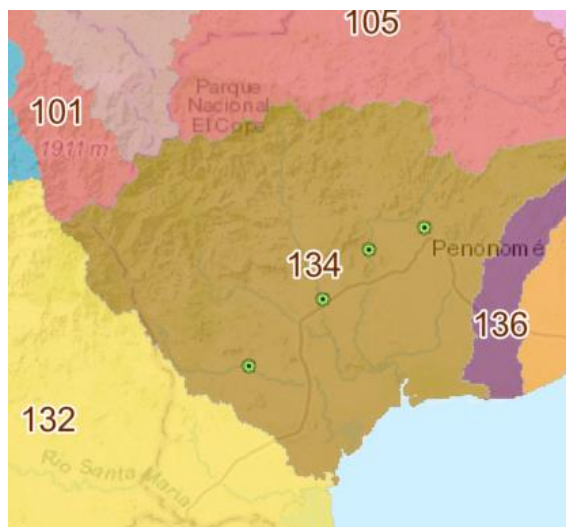 105
Parque
Nacional
El Copé
101
1911 m
134
Penonomé
136
132
Río Santa María